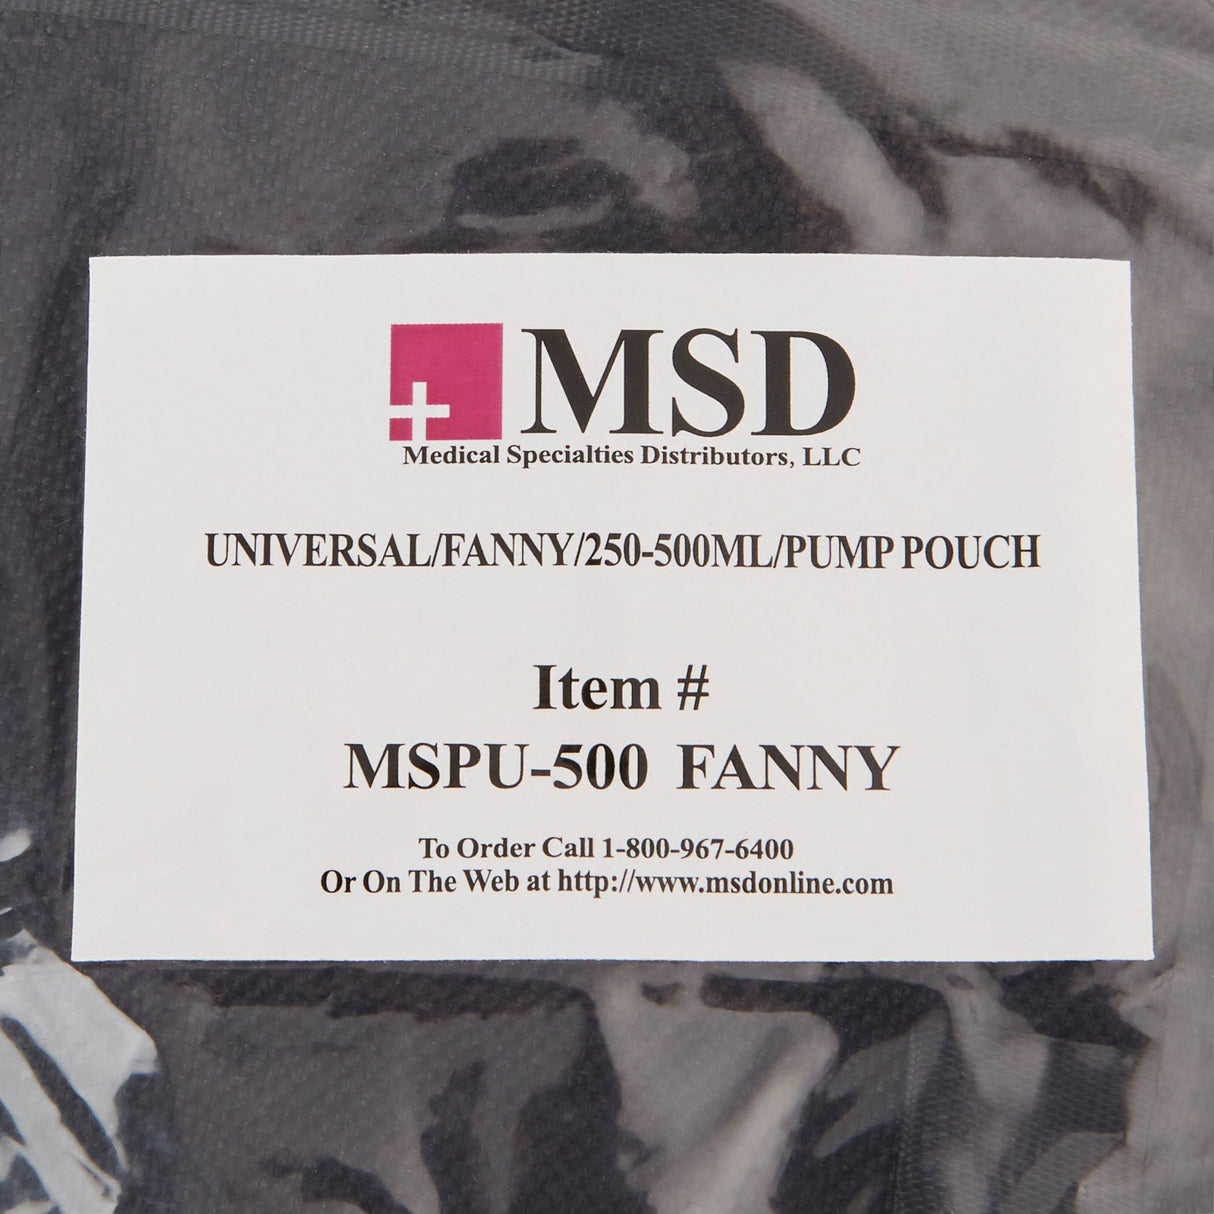 MSD
Medical Specialties Distributors, LLC
UNIVERSAL/FANNY/250-500ML/PUMP POUCH
Item #
MSPU-500 FANNY
To Order Call 1-800-967-6400
Or On The Web at http://www.msdonline.com